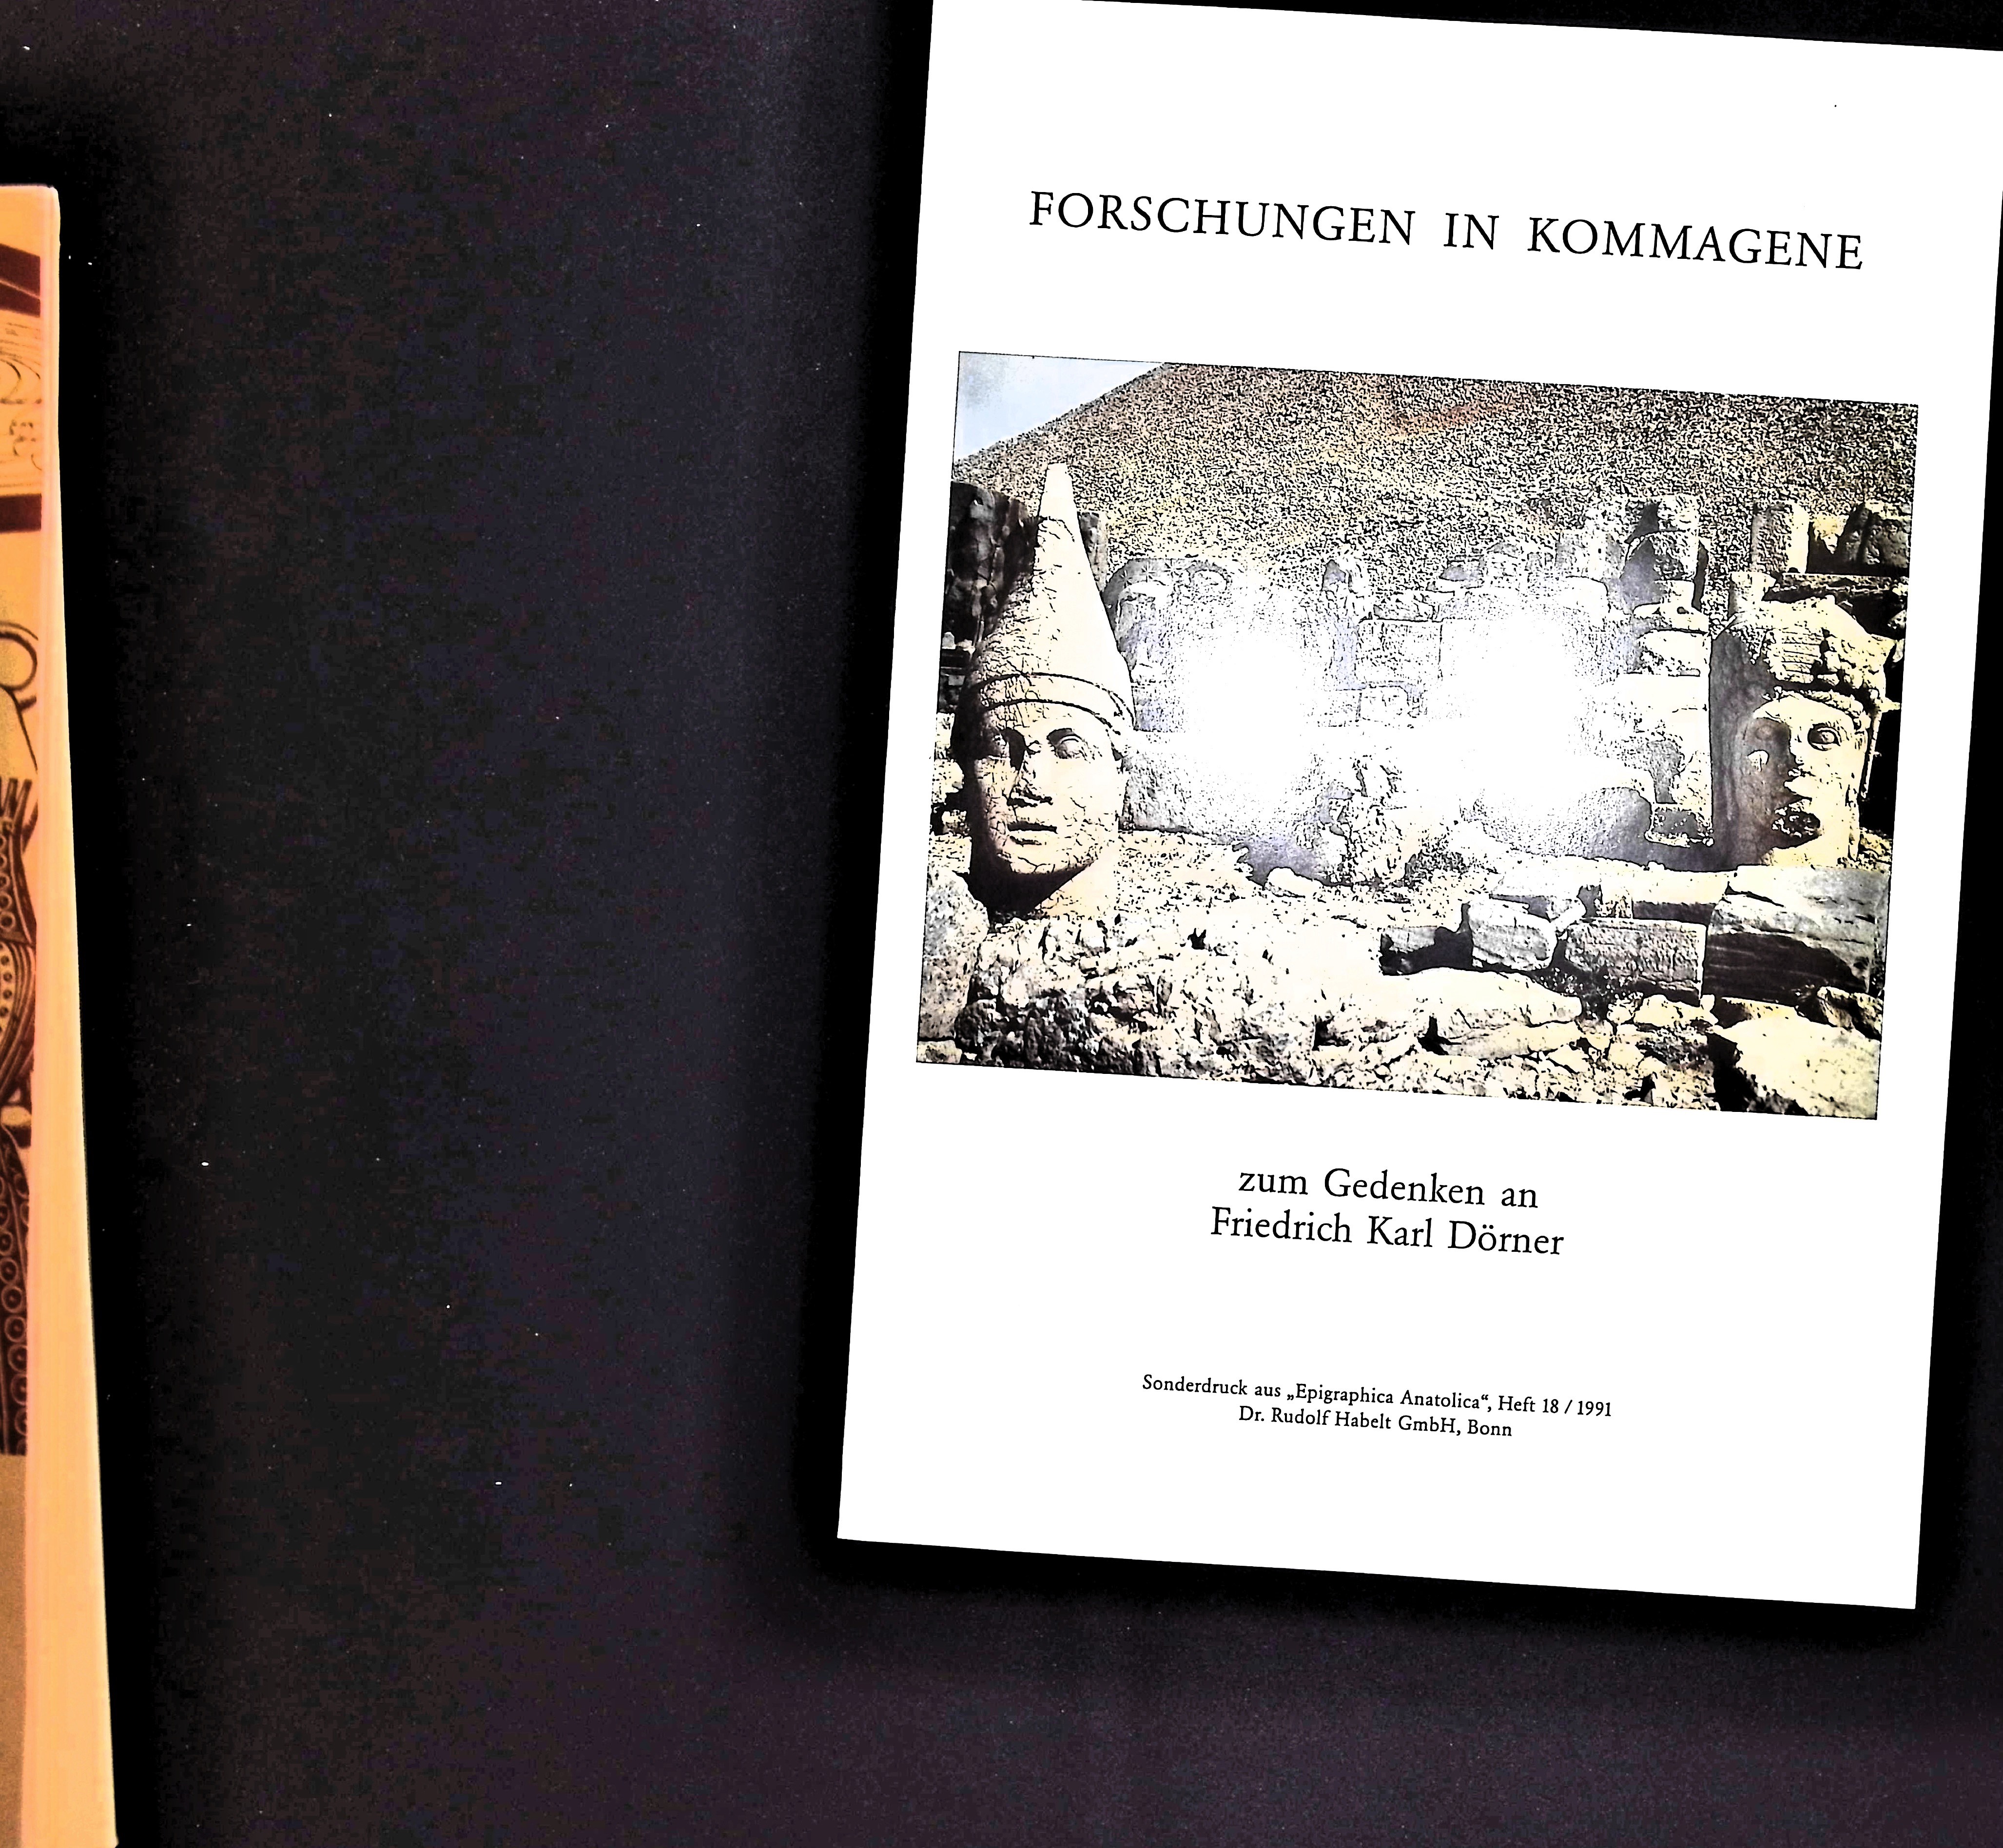 FORSCHUNGEN IN KOMMAGENE
zum Gedenken an
Friedrich Karl Dörner
Sonderdruck aus „Epigraphica Anatolica“, Heft 18 / 1991
Dr. Rudolf Habelt GmbH, Bonn